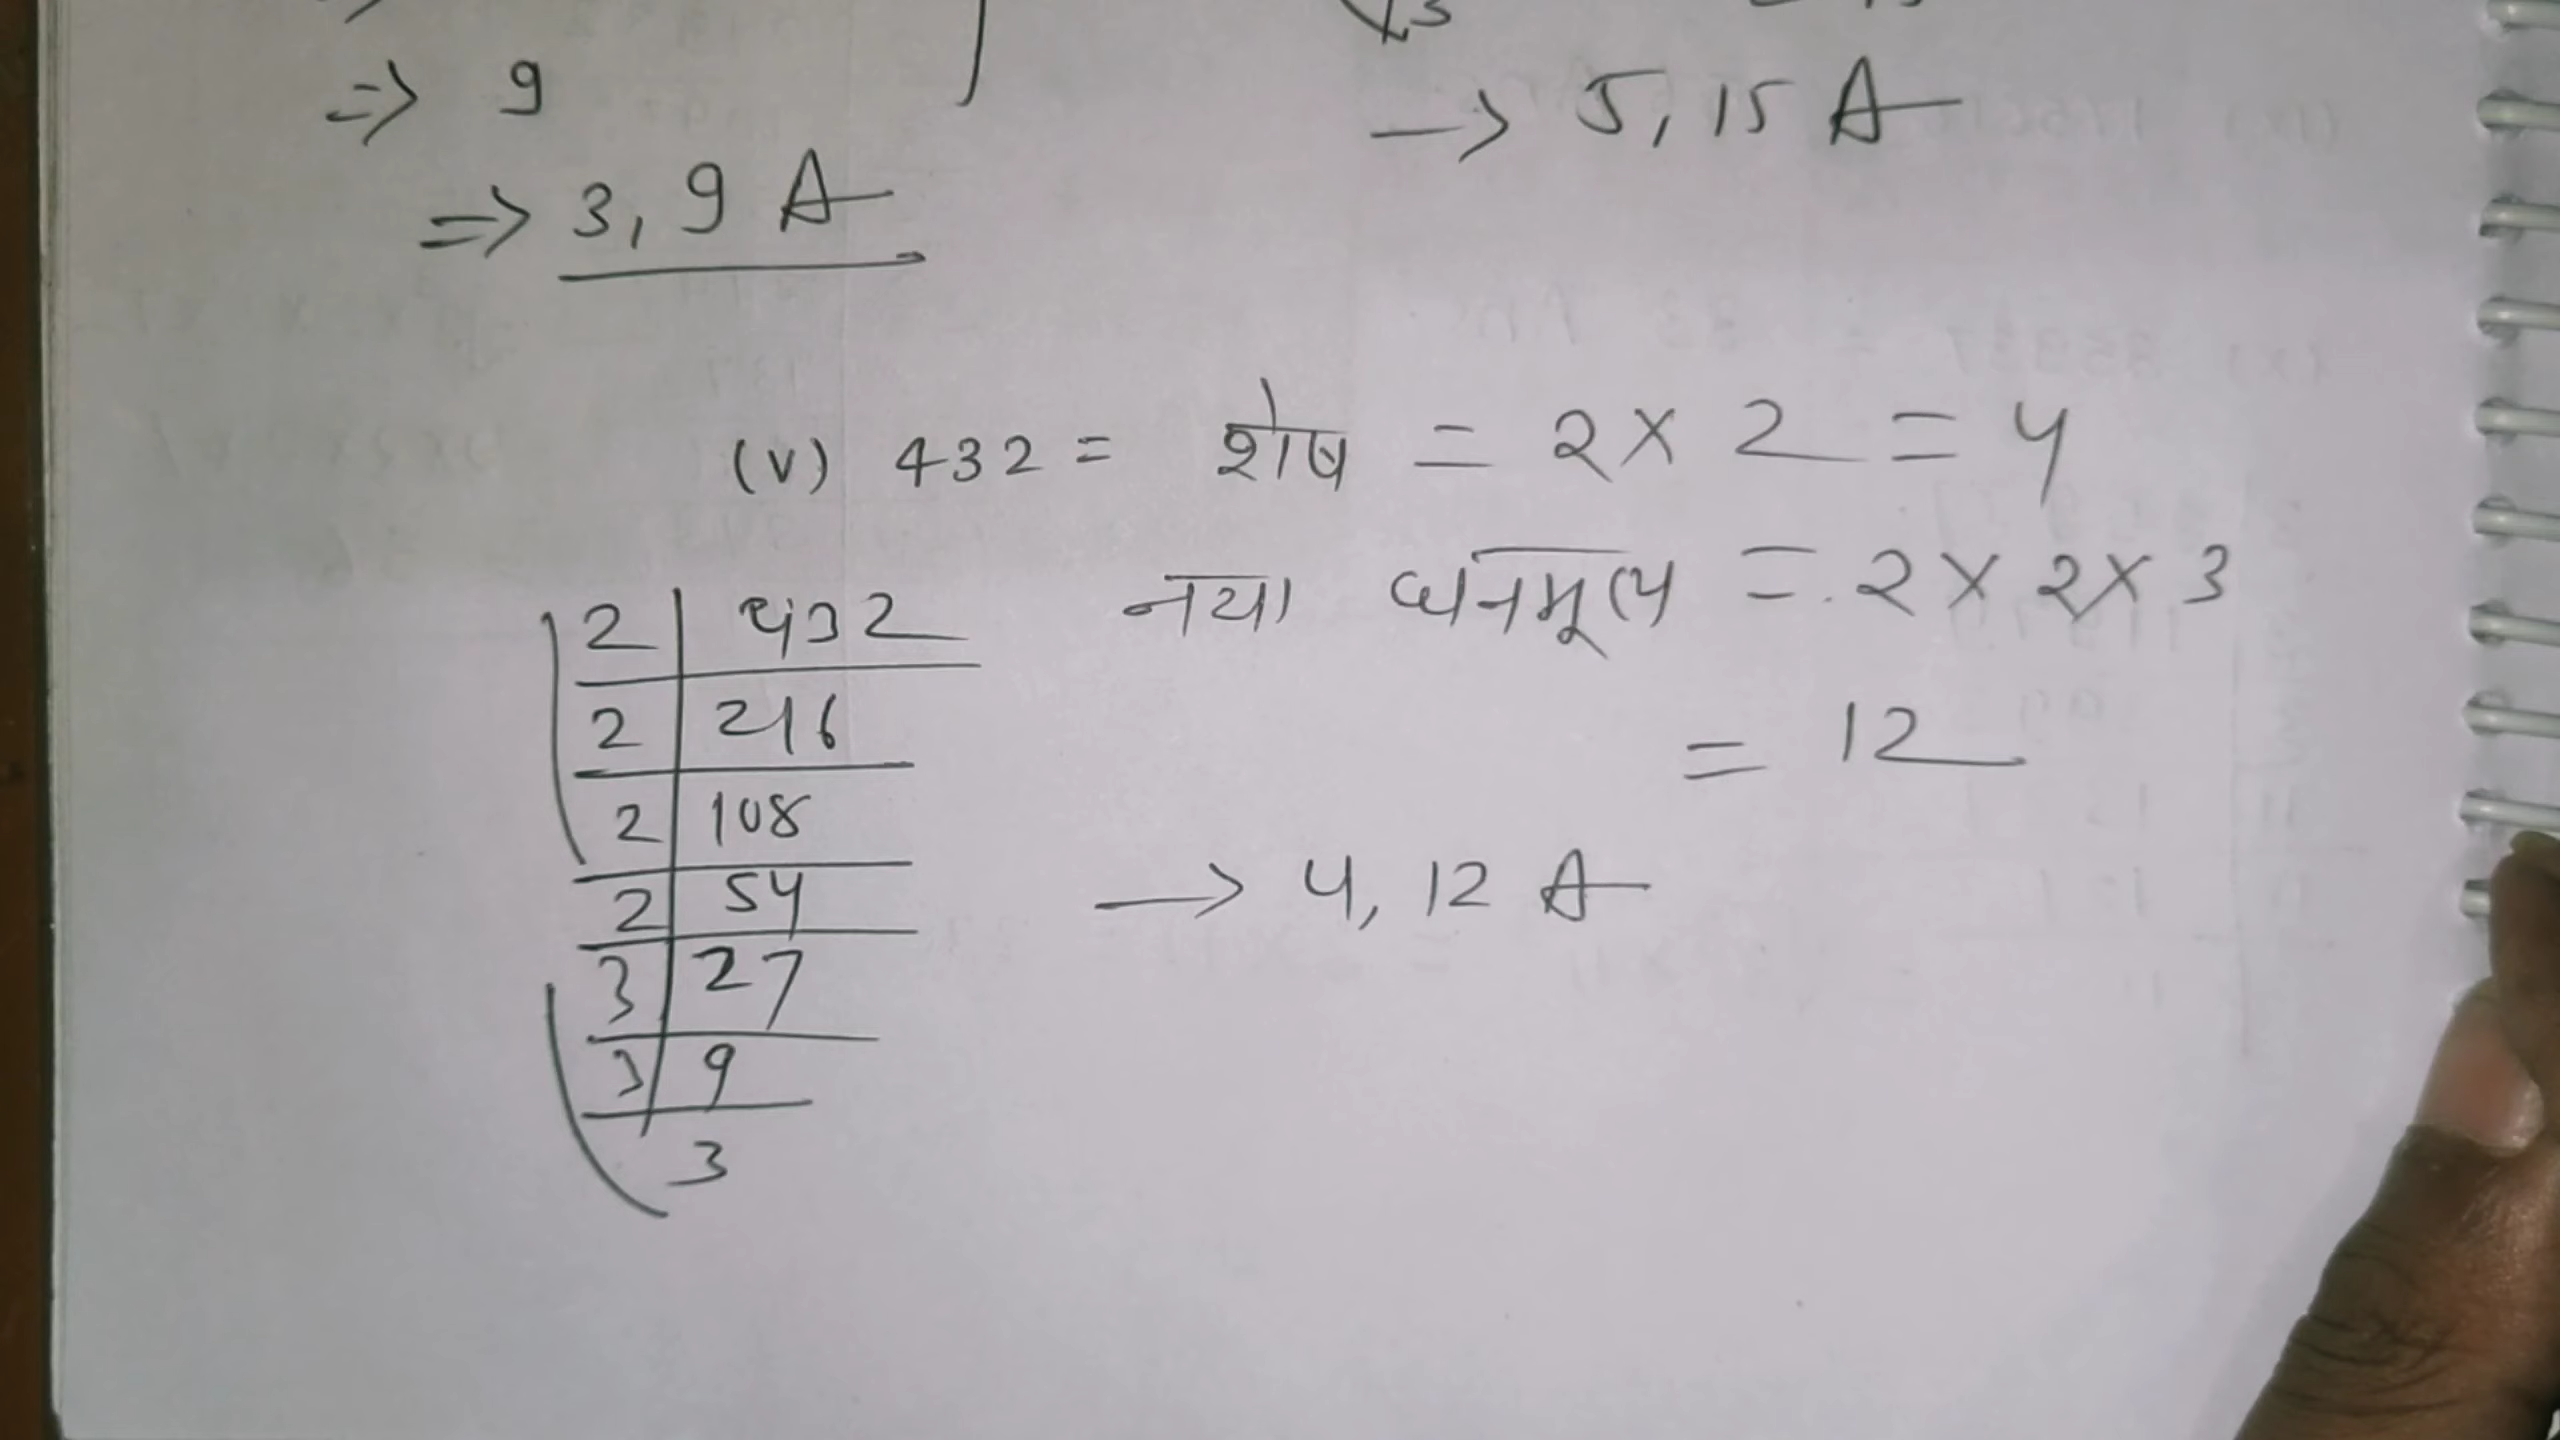 => 9
=> 3, 9 A
→ 5, 15 A
(v) 432 = शेष = 2 × 2 = 4
नया घनमूल्य = 2 × 2 × 3
= 12
→ 4, 12 A
2 | 432
2 | 216
2 | 108
2 | 54
3 | 27
3 | 9
3